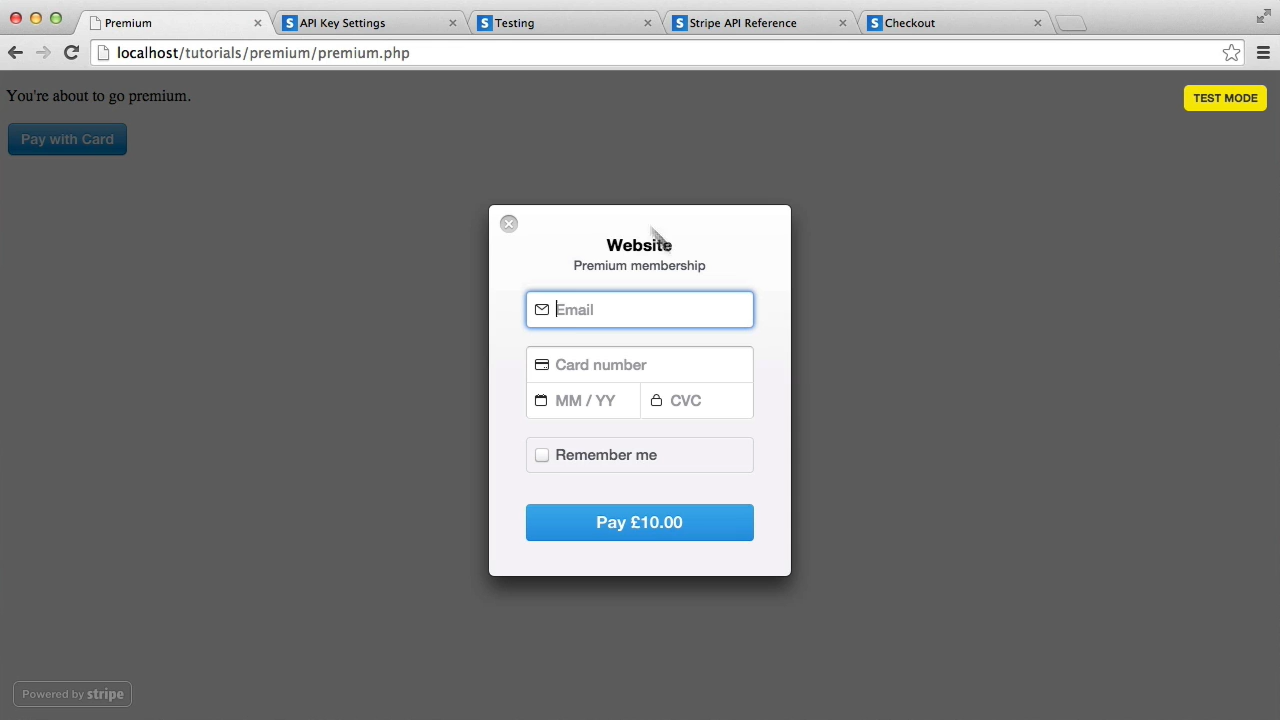 Premium
API Key Settings
Testing
Stripe API Reference
Checkout
localhost/tutorials/premium/premium.php
You're about to go premium.
TEST MODE
Pay with Card
Website
Premium membership
Email
Card number
MM / YY
CVC
Remember me
Pay £10.00
Powered by stripe